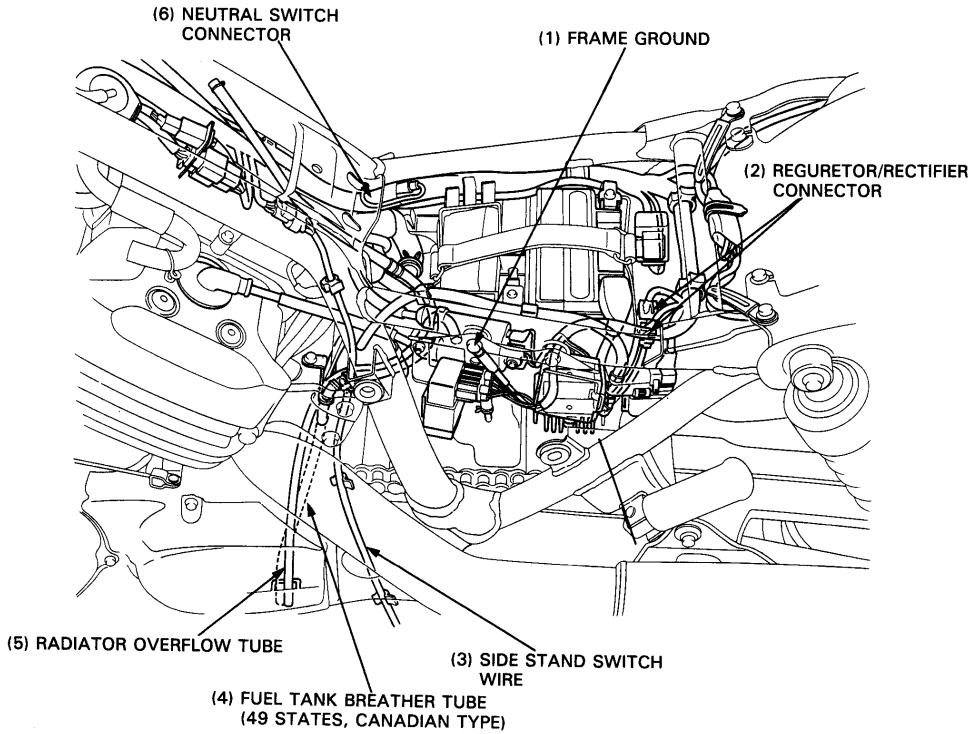 (6) NEUTRAL SWITCH
CONNECTOR
(1) FRAME GROUND
(2) REGURETOR/RECTIFIER
CONNECTOR
(5) RADIATOR OVERFLOW TUBE
(3) SIDE STAND SWITCH
WIRE
(4) FUEL TANK BREATHER TUBE
(49 STATES, CANADIAN TYPE)